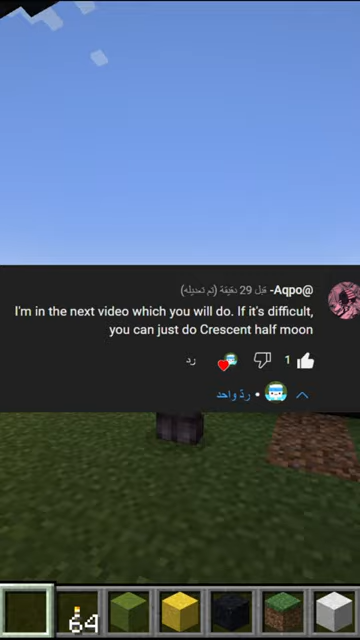 @Aqpo- قبل 29 دقيقة (تم تعديله)
I'm in the next video which you will do. If it's difficult,
you can just do Crescent half moon
1 رد
ردّ واحد
64